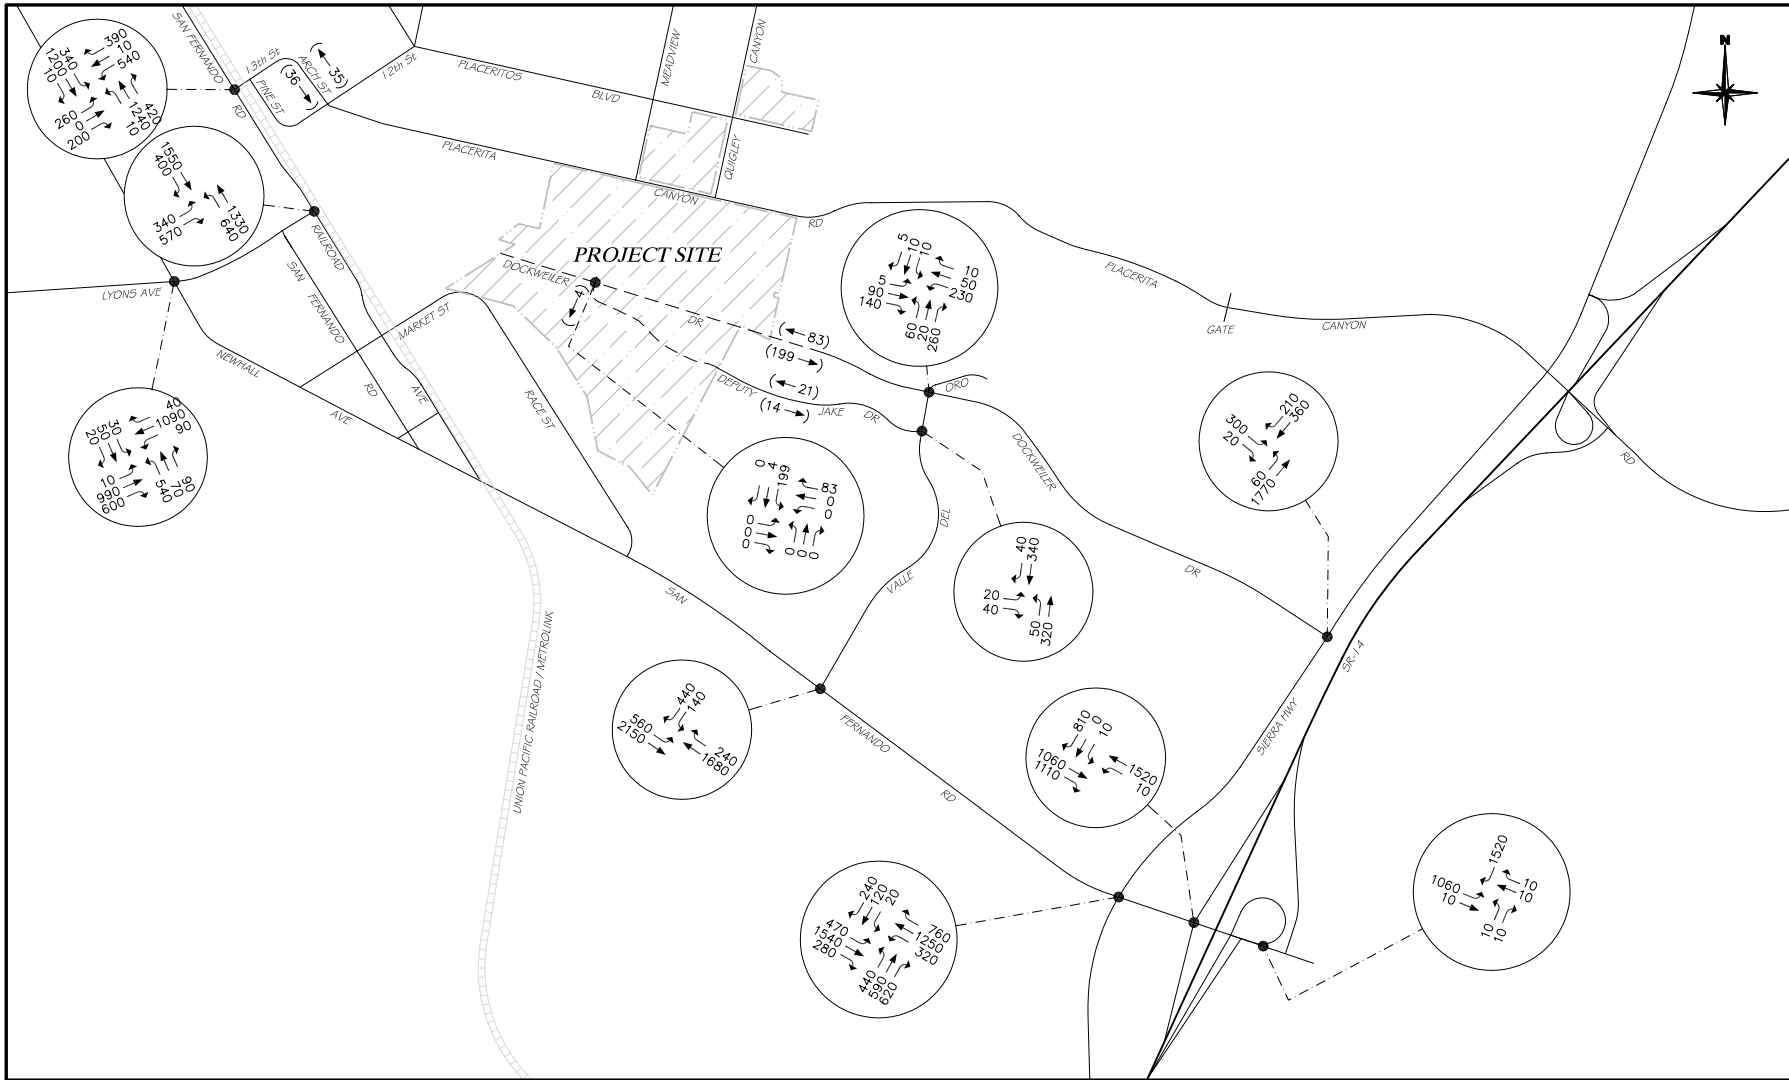 N
SAN FERNANDO
RD
13th St
PINE ST
ARCH ST
(← 35)
(36 →)
12th St
PLACERITOS
BLVD
MEADVIEW
CANYON
QUIGLEY
PLACERITA
CANYON
RD
390
10
540
340
1200
10
260
0
200
420
1240
10
1550
400
340
570
1330
640
LYONS AVE
RAILROAD
AVE
SAN
FERNANDO
RD
MARKET ST
NEWHALL
AVE
RACE ST
PROJECT SITE
DOCKWEILER
DR
(← 4)
(← 83)
(199 →)
DEPUTY
JAKE
DR
(← 21)
(14 →)
ORO
5
10
10
10
50
230
5
90
140
60
220
260
PLACERITA
GATE
CANYON
RD
40
1090
90
30
50
20
10
990
600
90
70
540
0
4
199
83
0
0
0
0
0
0
0
0
DOCKWEILER
DR
DEL
VALLE
40
340
20
40
50
320
210
360
300
20
60
1770
SAN
FERNANDO
RD
UNION PACIFIC RAILROAD / METROLINK
440
140
560
2150
240
1680
SIERRA HWY
SR-14
810
0
10
1060
1110
1520
10
240
120
20
470
1540
280
760
1250
320
440
590
620
1520
1060
10
10
10
10
10